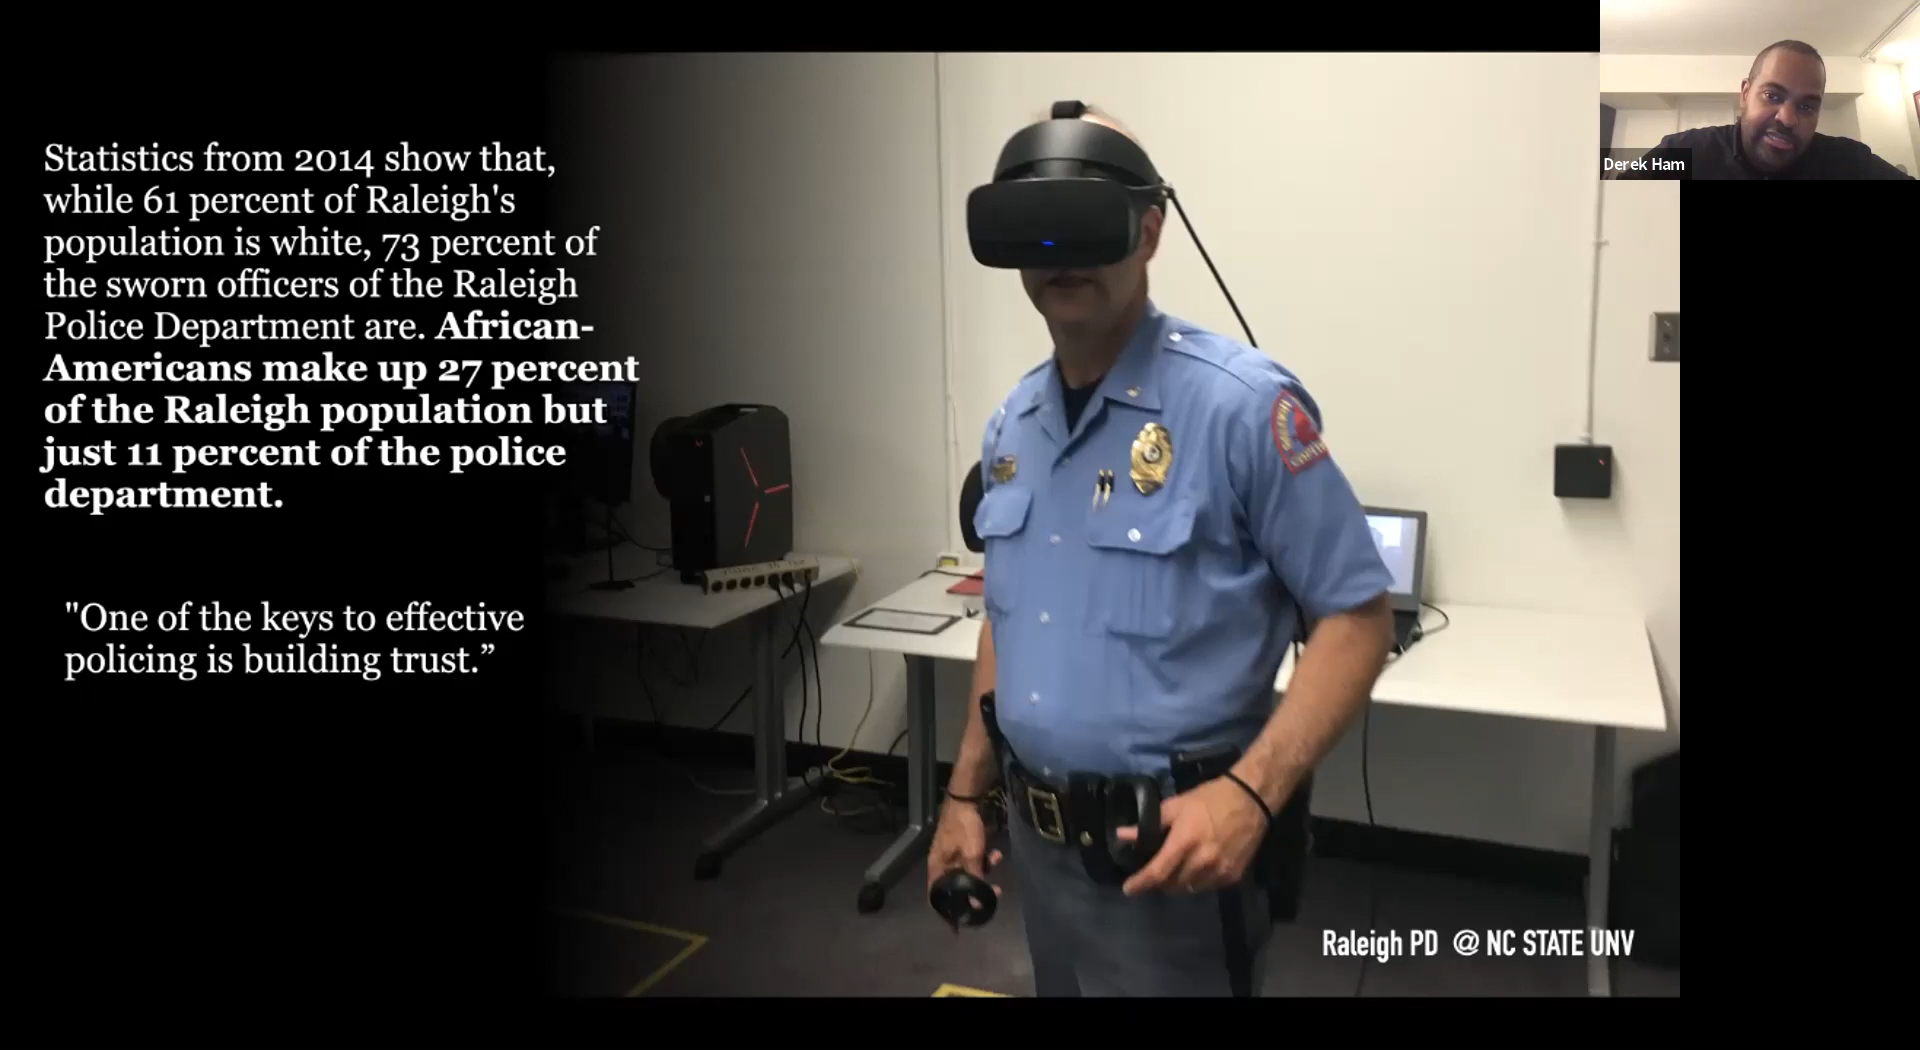 Statistics from 2014 show that,
while 61 percent of Raleigh's
population is white, 73 percent of
the sworn officers of the Raleigh
Police Department are. African-
Americans make up 27 percent
of the Raleigh population but
just 11 percent of the police
department.
"One of the keys to effective
policing is building trust.”
Derek Ham
Raleigh PD @ NC STATE UNV